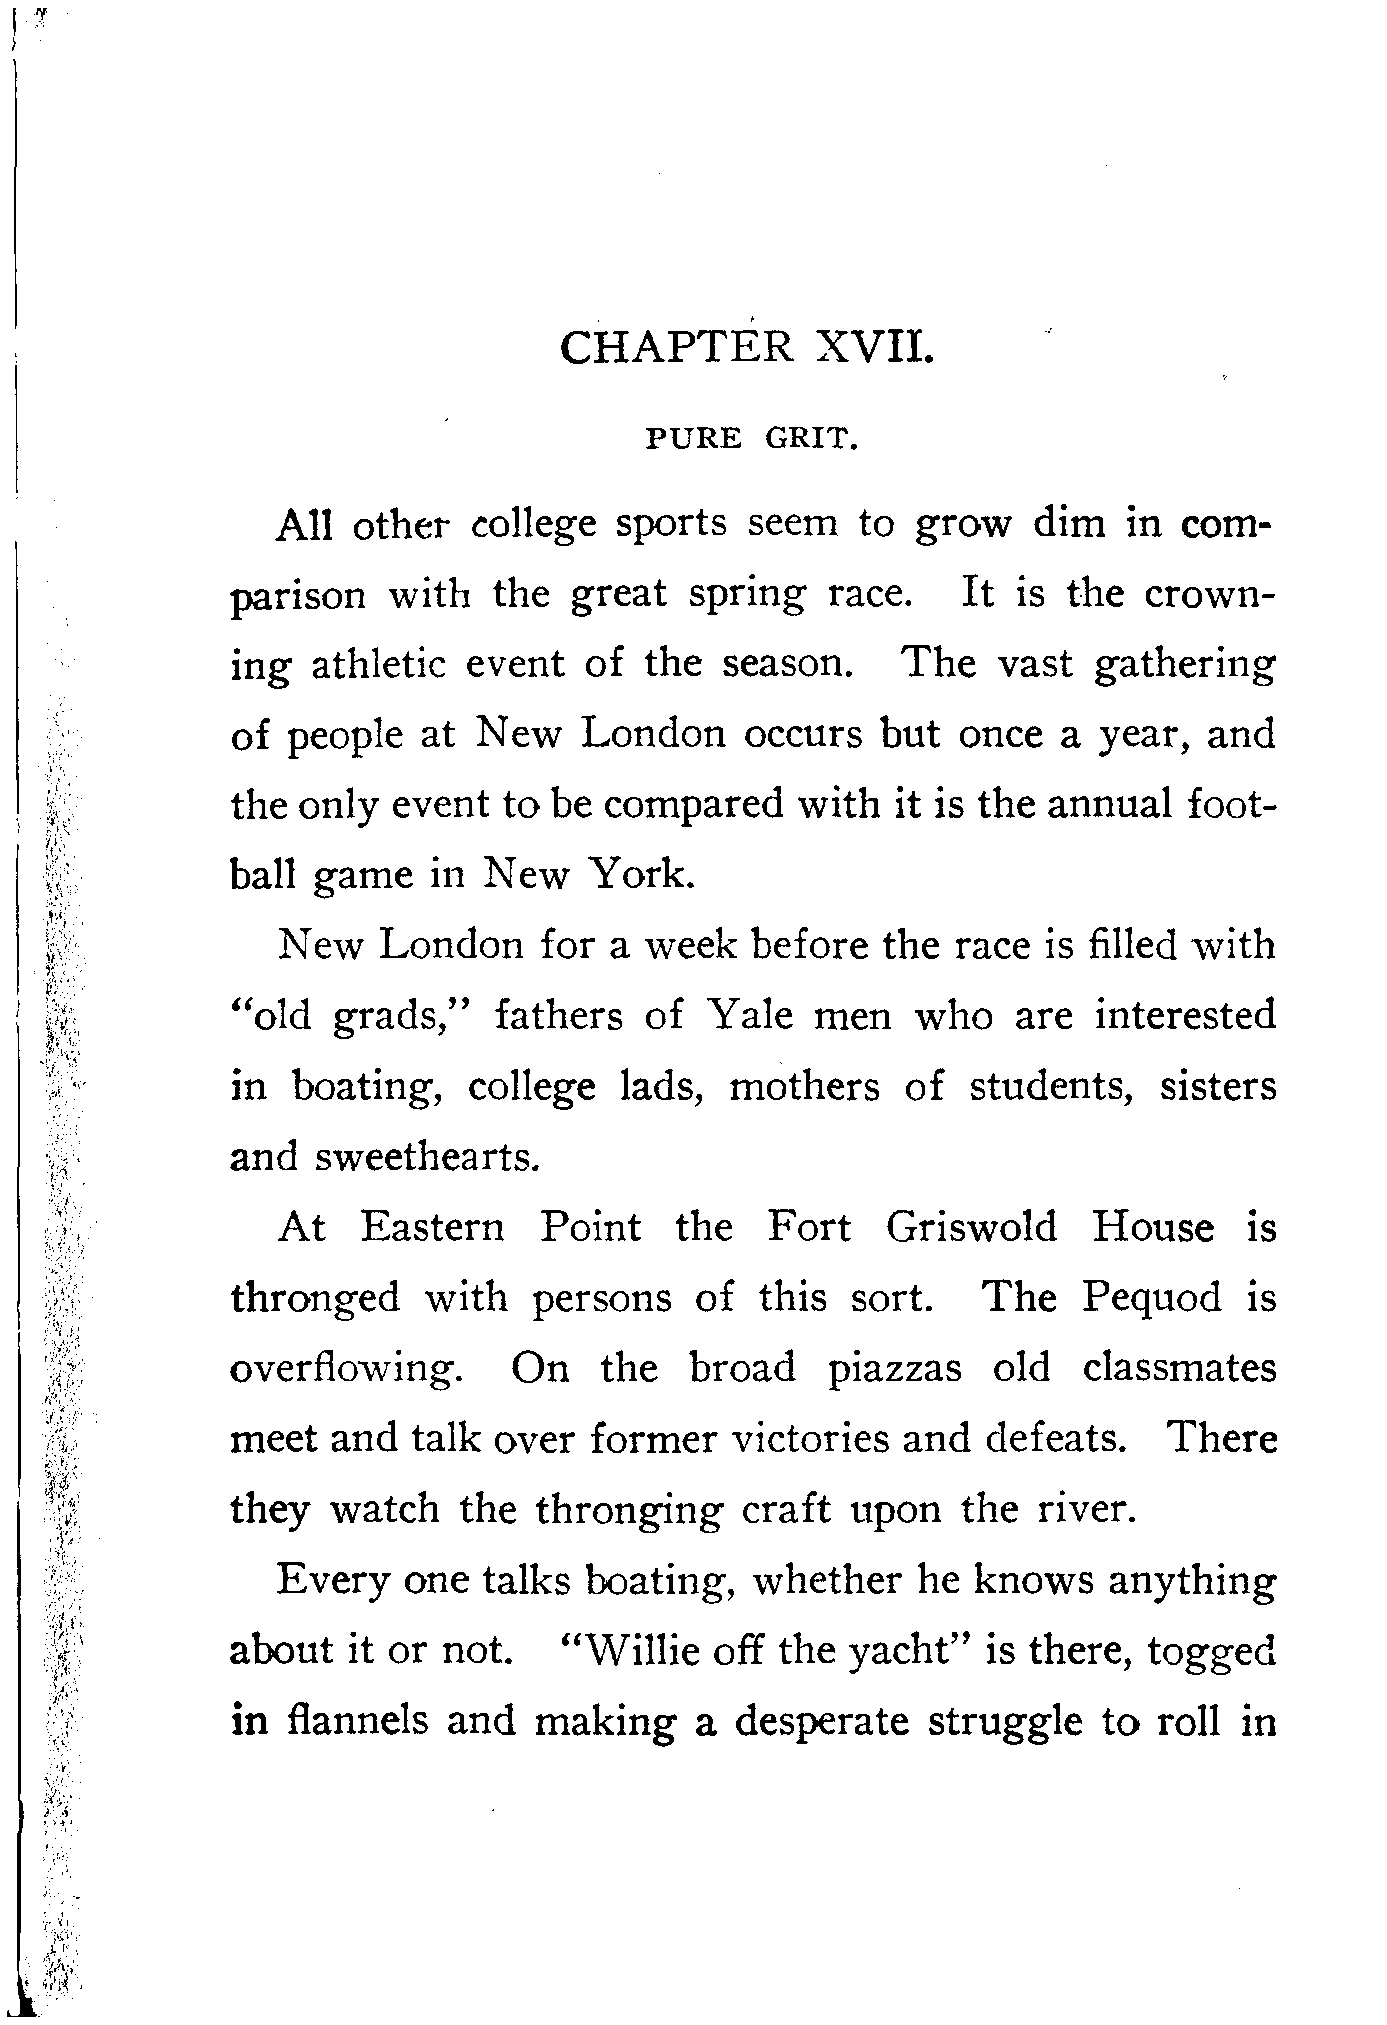 CHAPTER XVII.
PURE GRIT.
All other college sports seem to grow dim in com-
parison with the great spring race. It is the crown-
ing athletic event of the season. The vast gathering
of people at New London occurs but once a year, and
the only event to be compared with it is the annual foot-
ball game in New York.
New London for a week before the race is filled with
“old grads,” fathers of Yale men who are interested
in boating, college lads, mothers of students, sisters
and sweethearts.
At Eastern Point the Fort Griswold House is
thronged with persons of this sort. The Pequod is
overflowing. On the broad piazzas old classmates
meet and talk over former victories and defeats. There
they watch the thronging craft upon the river.
Every one talks boating, whether he knows anything
about it or not. “Willie off the yacht” is there, togged
in flannels and making a desperate struggle to roll in